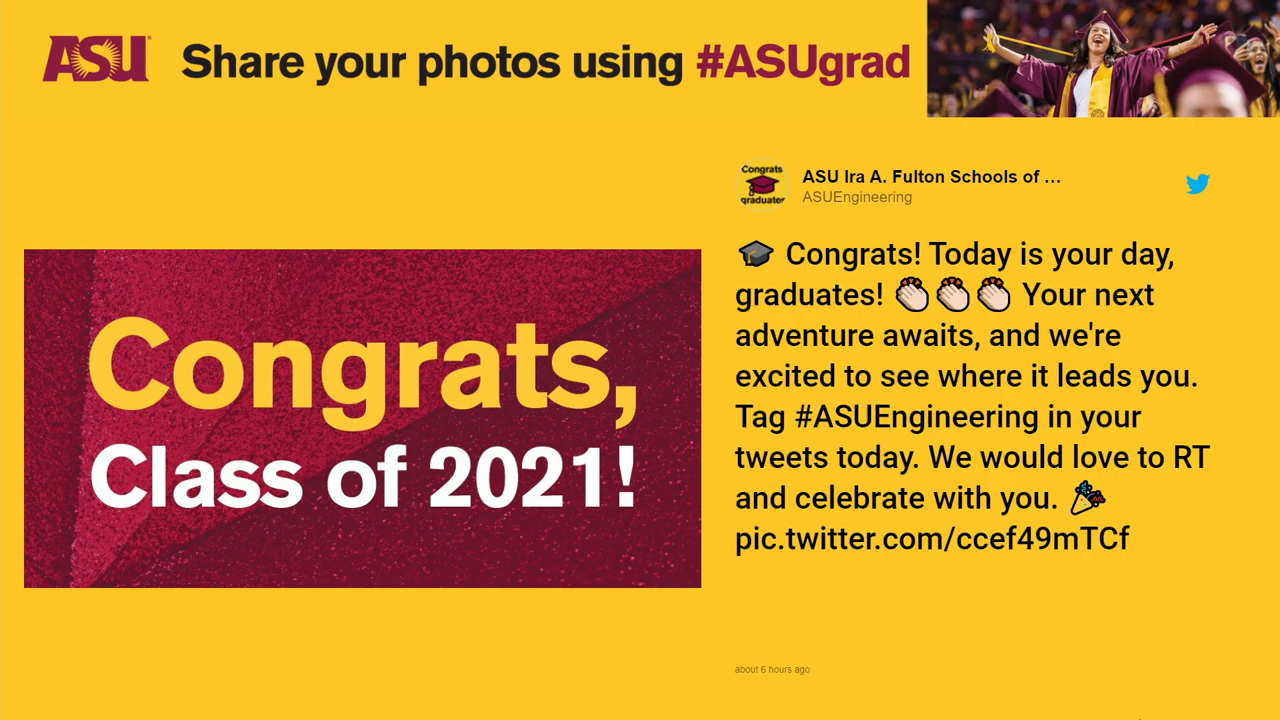 ASU
Share your photos using #ASUgrad
Congrats
graduates
ASU Ira A. Fulton Schools of …
ASUEngineering
🎓 Congrats! Today is your day,
graduates! 👏🏻👏🏻👏🏻 Your next
adventure awaits, and we're
excited to see where it leads you.
Tag #ASUEngineering in your
tweets today. We would love to RT
and celebrate with you. 🎉
pic.twitter.com/ccef49mTCf
Congrats,
Class of 2021!
about 6 hours ago